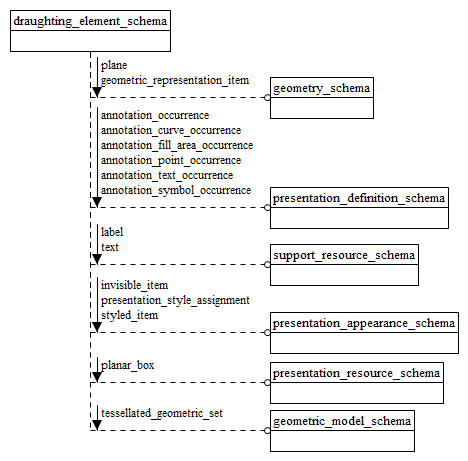 draughting_element_schema
plane
geometric_representation_item
geometry_schema
annotation_occurrence
annotation_curve_occurrence
annotation_fill_area_occurrence
annotation_point_occurrence
annotation_text_occurrence
annotation_symbol_occurrence
presentation_definition_schema
label
text
support_resource_schema
invisible_item
presentation_style_assignment
styled_item
presentation_appearance_schema
planar_box
presentation_resource_schema
tessellated_geometric_set
geometric_model_schema